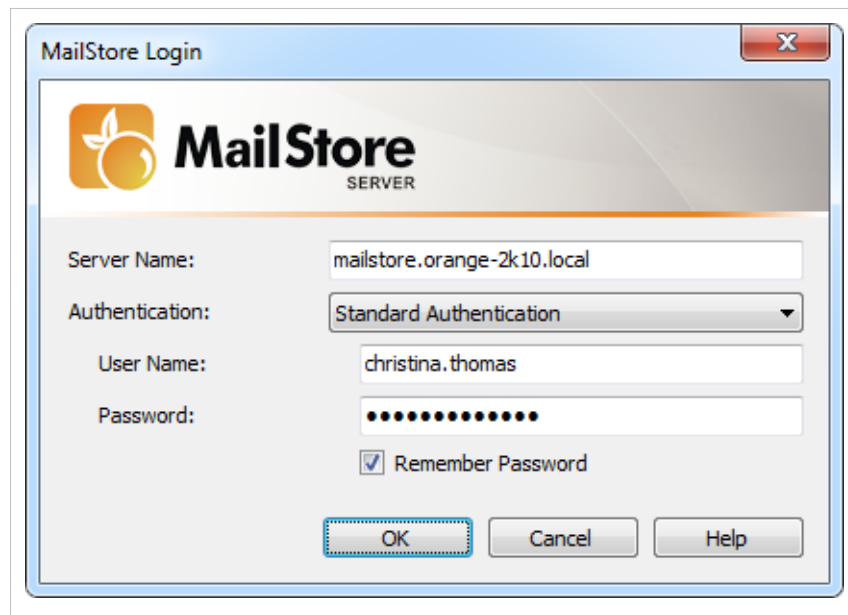 MailStore Login
MailStore
SERVER
Server Name: mailstore.orange-2k10.local
Authentication: Standard Authentication
User Name: christina.thomas
Password: •••••••••••••
Remember Password
OK Cancel Help